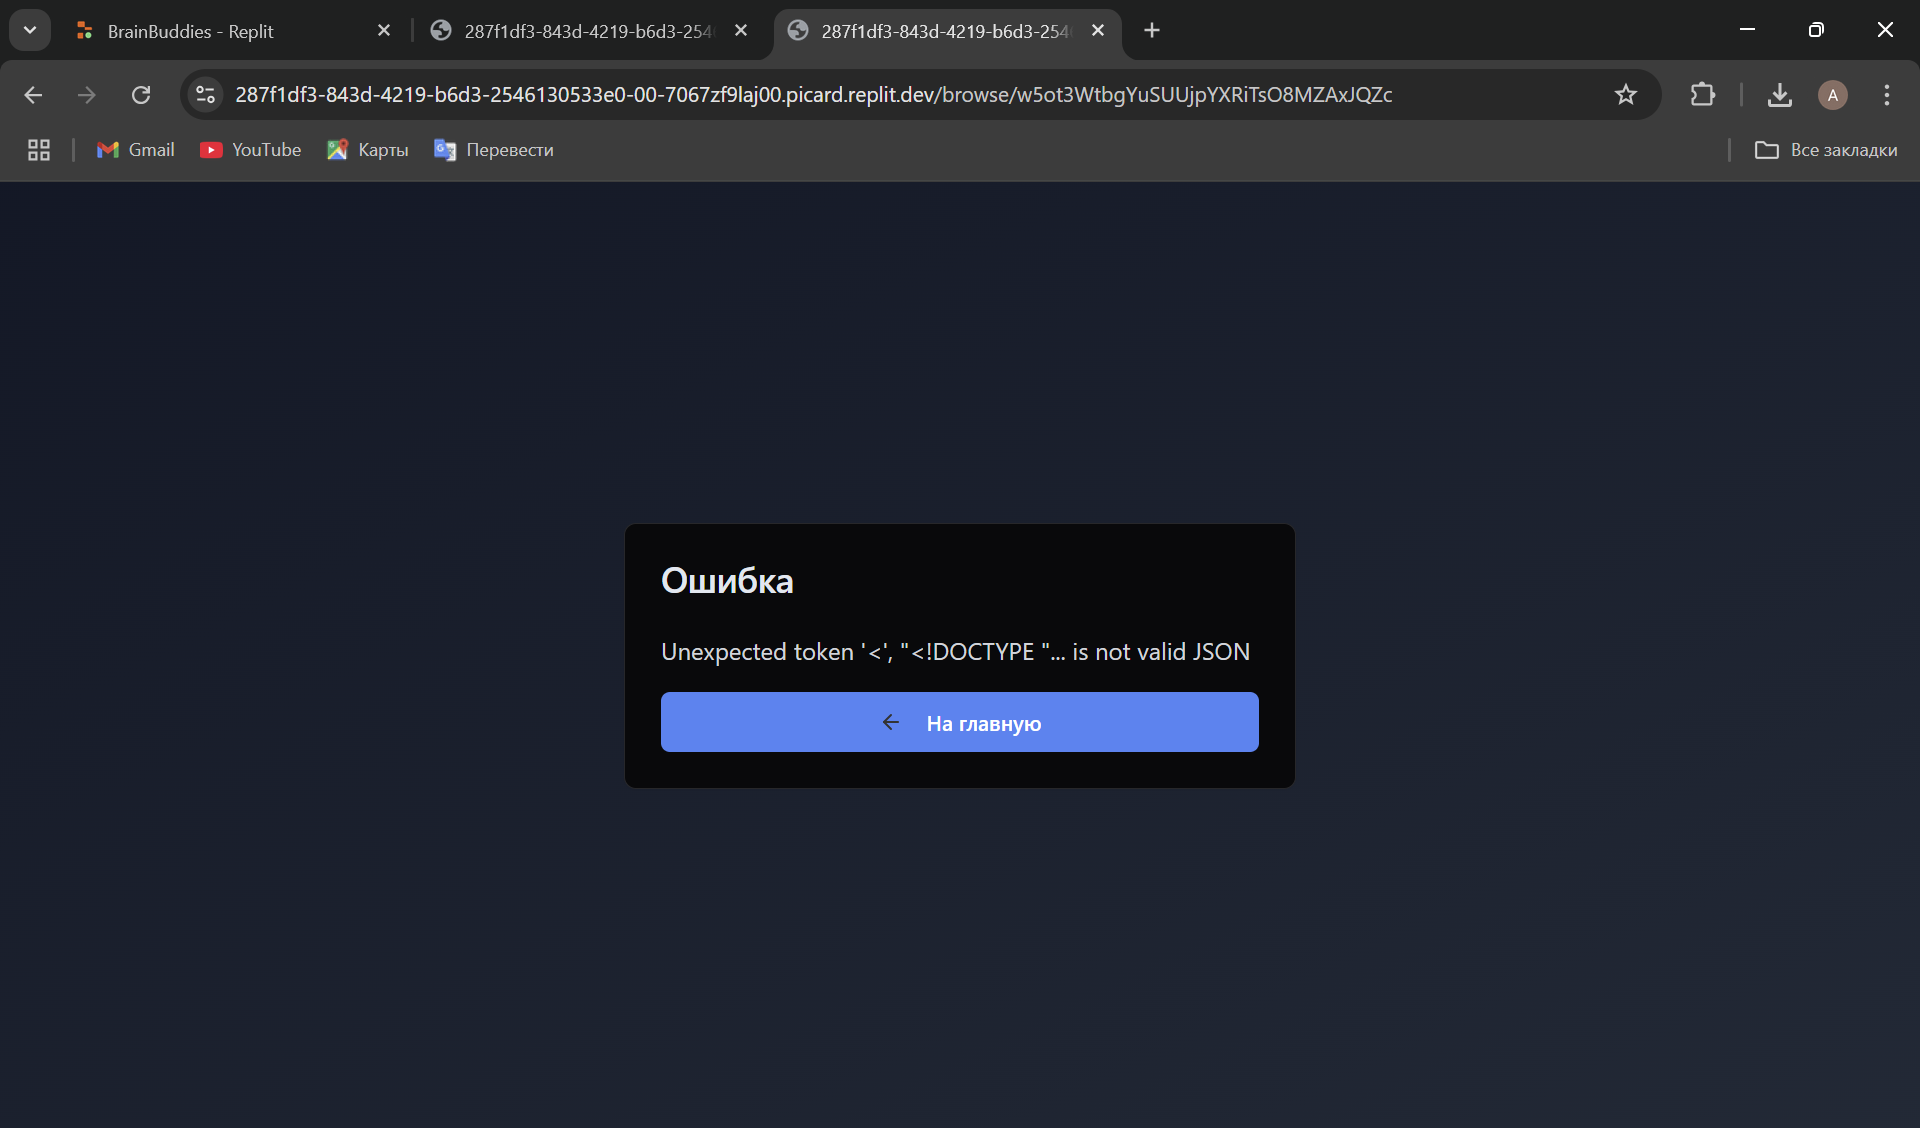 BrainBuddies - Replit
287f1df3-843d-4219-b6d3-254
287f1df3-843d-4219-b6d3-254
287f1df3-843d-4219-b6d3-2546130533e0-00-7067zf9laj00.picard.replit.dev/browse/w5ot3WtbgYuSUUjpYXRiTsO8MZAxJQZc
A
Gmail
YouTube
Карты
Перевести
Все закладки
Ошибка
Unexpected token '<', "<!DOCTYPE "... is not valid JSON
На главную